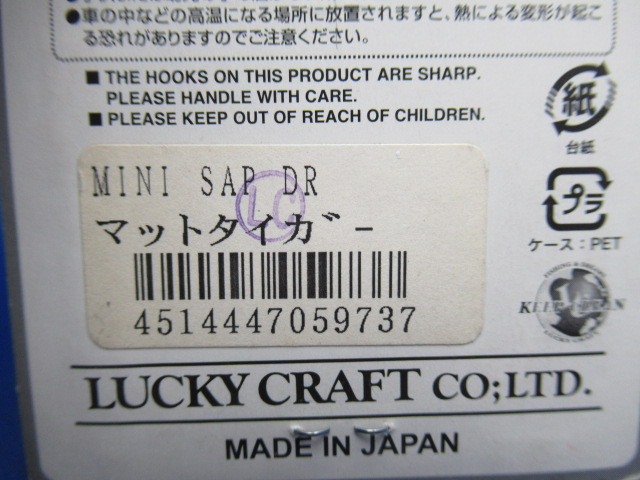 ●車の中などの高温になる場所に放置されますと、熱による変形が起こ
る恐れがありますのでご注意ください。
■ THE HOOKS ON THIS PRODUCT ARE SHARP.
PLEASE HANDLE WITH CARE.
■ PLEASE KEEP OUT OF REACH OF CHILDREN.
紙
台紙
プラ
ケース：PET
MINI SAP DR
LC
マットタイガー
4514447059737
KEEP JAPAN
LUCKY CRAFT CO;LTD.
MADE IN JAPAN